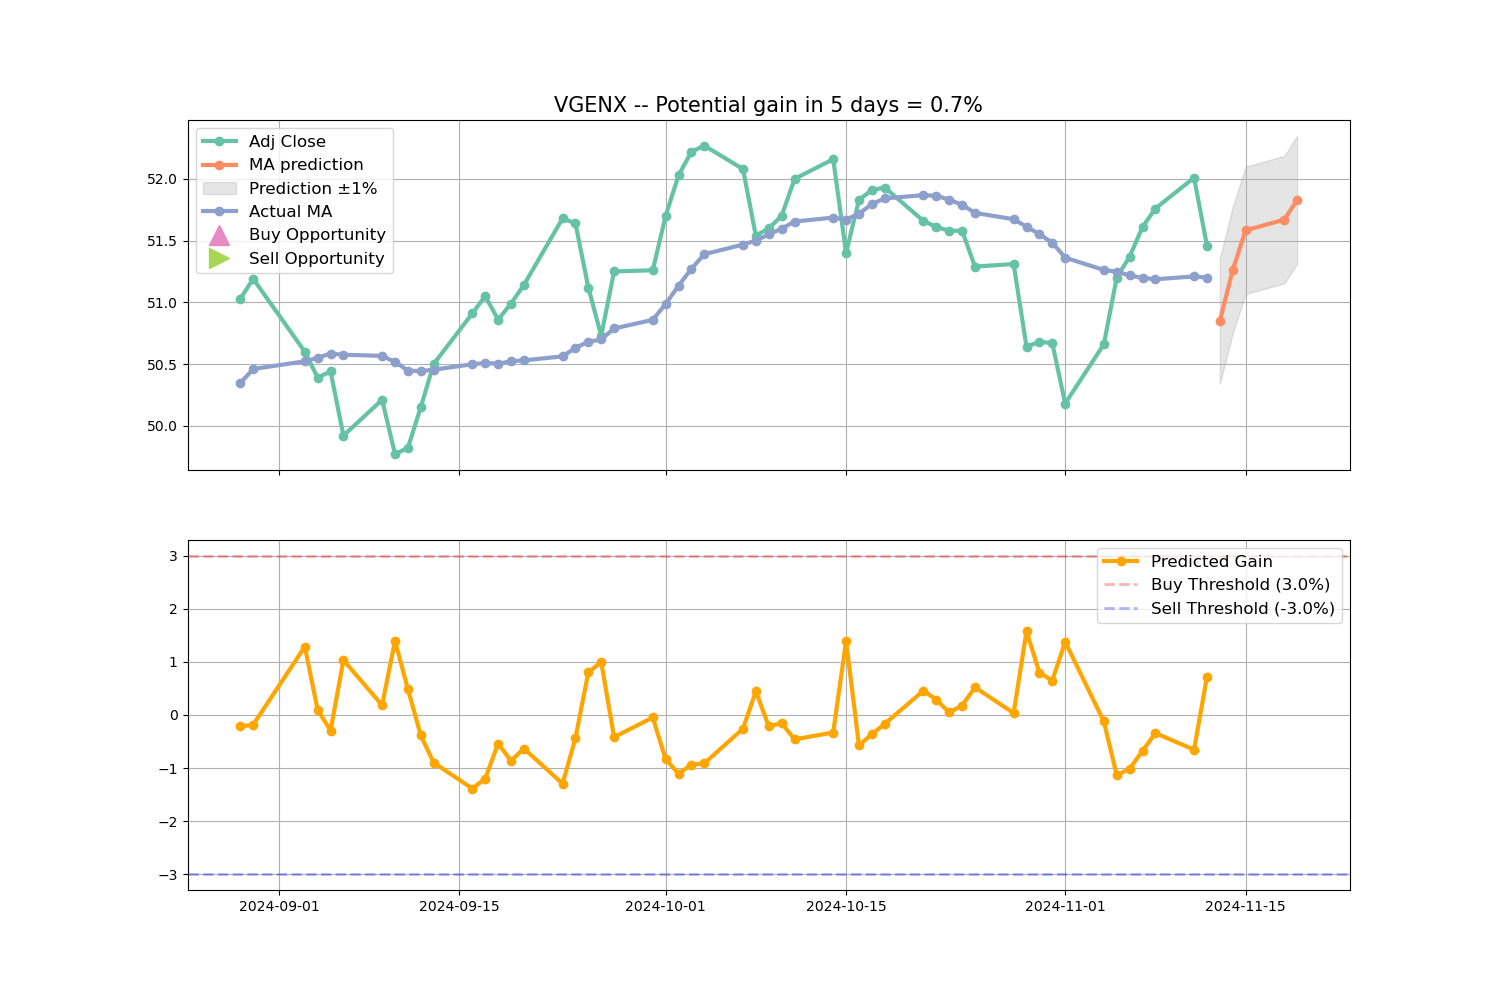 VGENX -- Potential gain in 5 days = 0.7%
Adj Close
MA prediction
Prediction ±1%
Actual MA
Buy Opportunity
Sell Opportunity
52.0
51.5
51.0
50.5
50.0
Predicted Gain
Buy Threshold (3.0%)
Sell Threshold (-3.0%)
3
2
1
0
−1
−2
−3
2024-09-01
2024-09-15
2024-10-01
2024-10-15
2024-11-01
2024-11-15